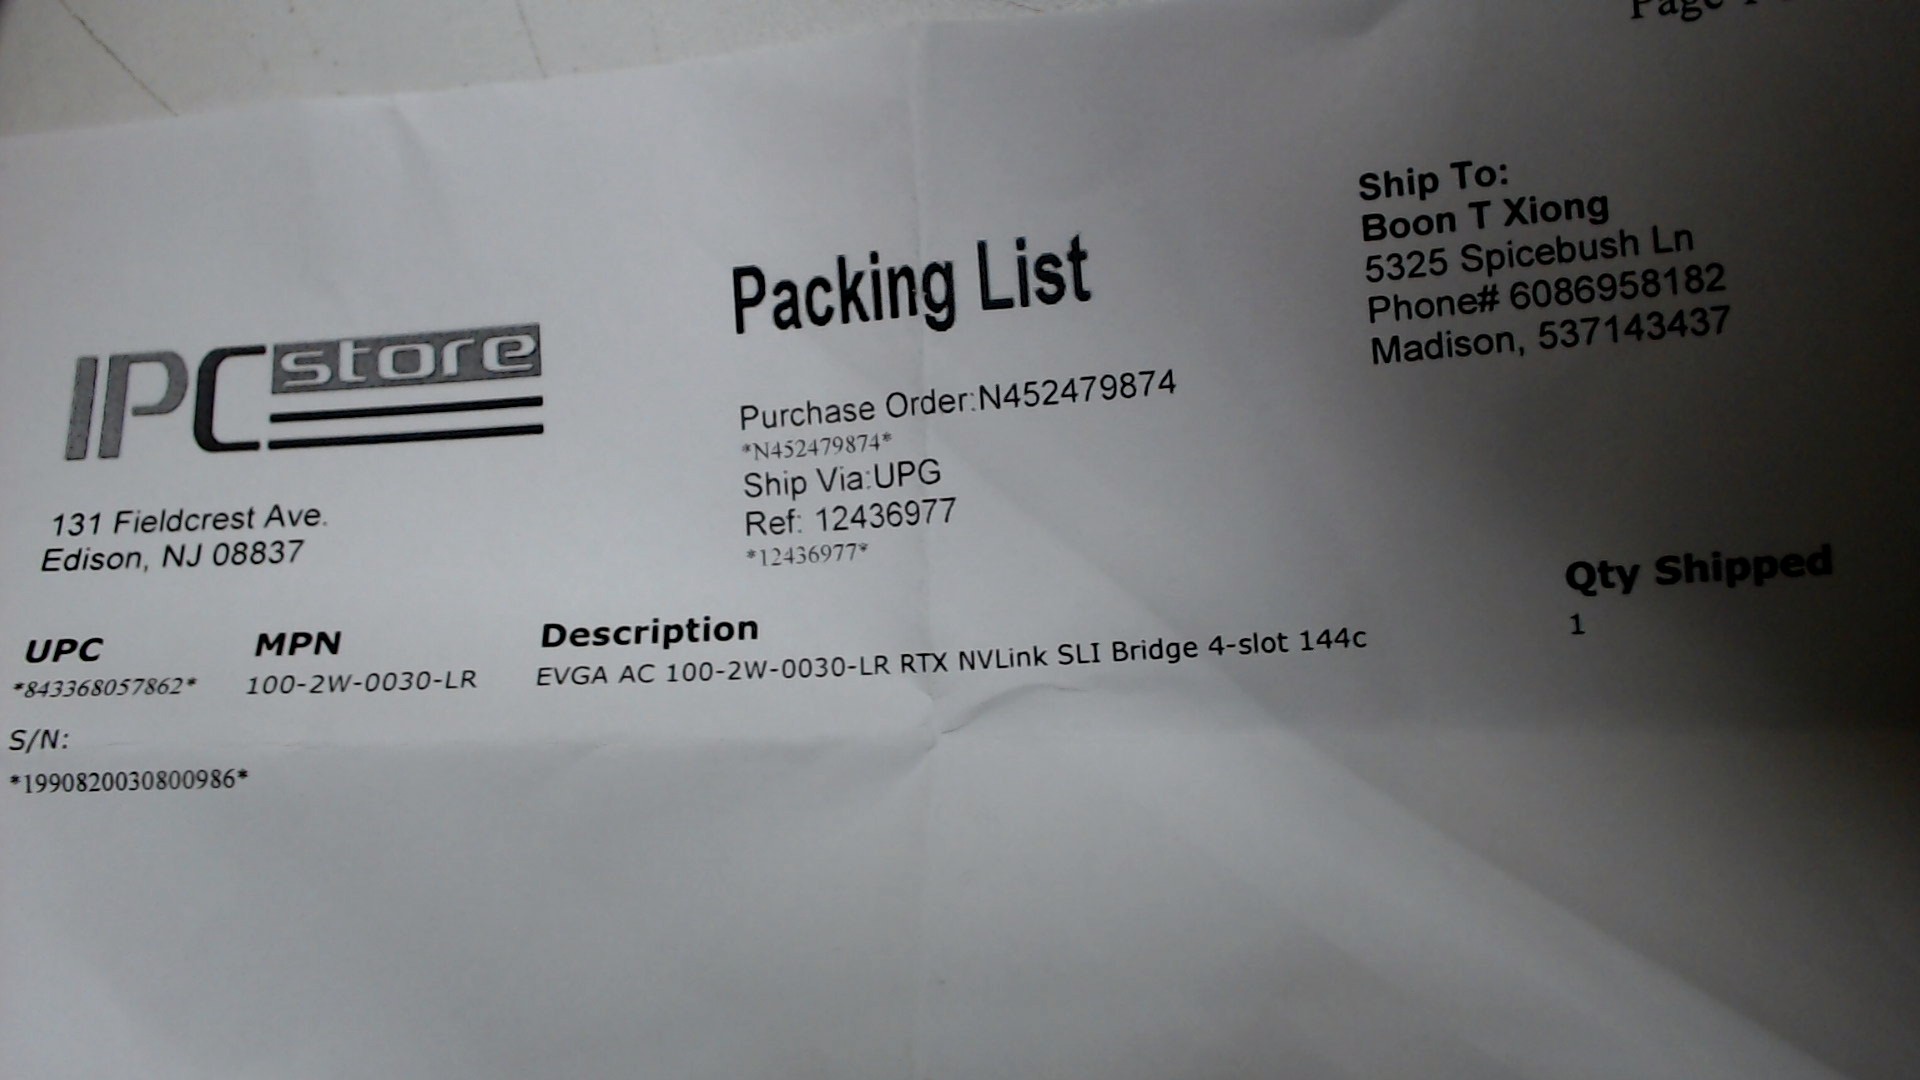 Page
IPC store
131 Fieldcrest Ave.
Edison, NJ 08837
Packing List
Purchase Order:N452479874
*N452479874*
Ship Via:UPG
Ref: 12436977
*12436977*
Ship To:
Boon T Xiong
5325 Spicebush Ln
Phone# 6086958182
Madison, 537143437
UPC MPN Description Qty Shipped
*843368057862* 100-2W-0030-LR EVGA AC 100-2W-0030-LR RTX NVLink SLI Bridge 4-slot 144c 1
S/N:
*1990820030800986*